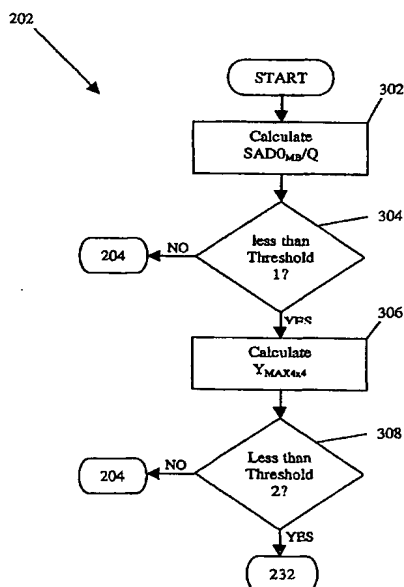 202
START
302
Calculate
SAD0MB/Q
304
less than
Threshold
1?
NO
204
YES
306
Calculate
YMAX4x4
308
Less than
Threshold
2?
NO
204
YES
232